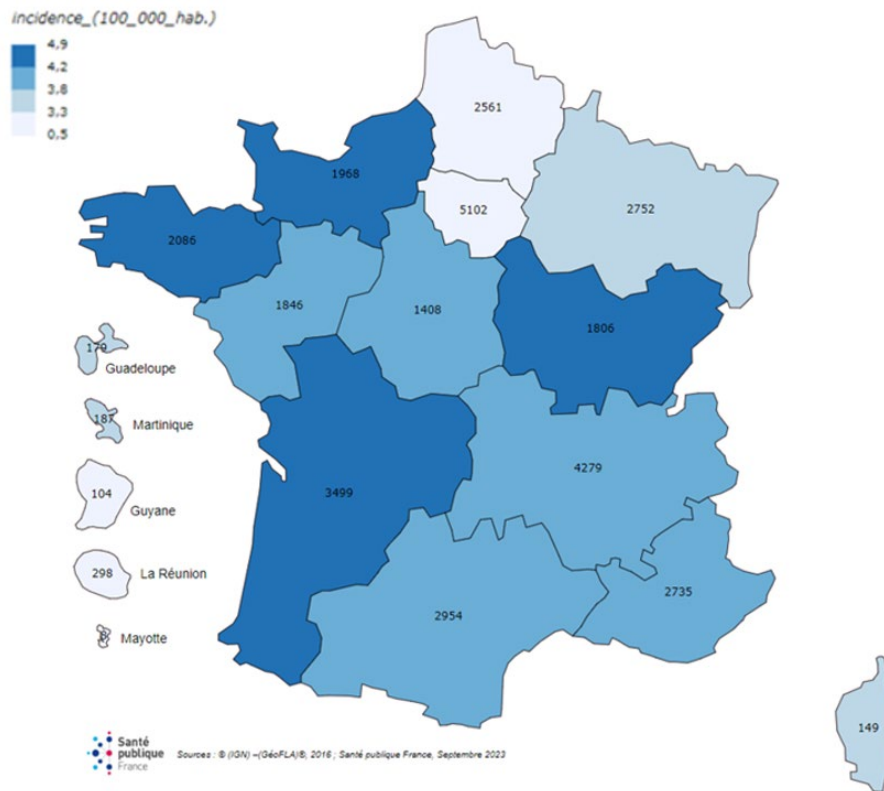 incidence_(100_000_hab.)
4,9
4,2
3,8
3,3
0,5
2561
1968
5102
2752
2086
1846
1408
1806
179
Guadeloupe
187
Martinique
4279
3499
104
Guyane
298
La Réunion
2735
2954
Mayotte
149
Santé
publique
France
Sources : © (IGN) –(GéoFLA)®, 2016 ; Santé publique France, Septembre 2023